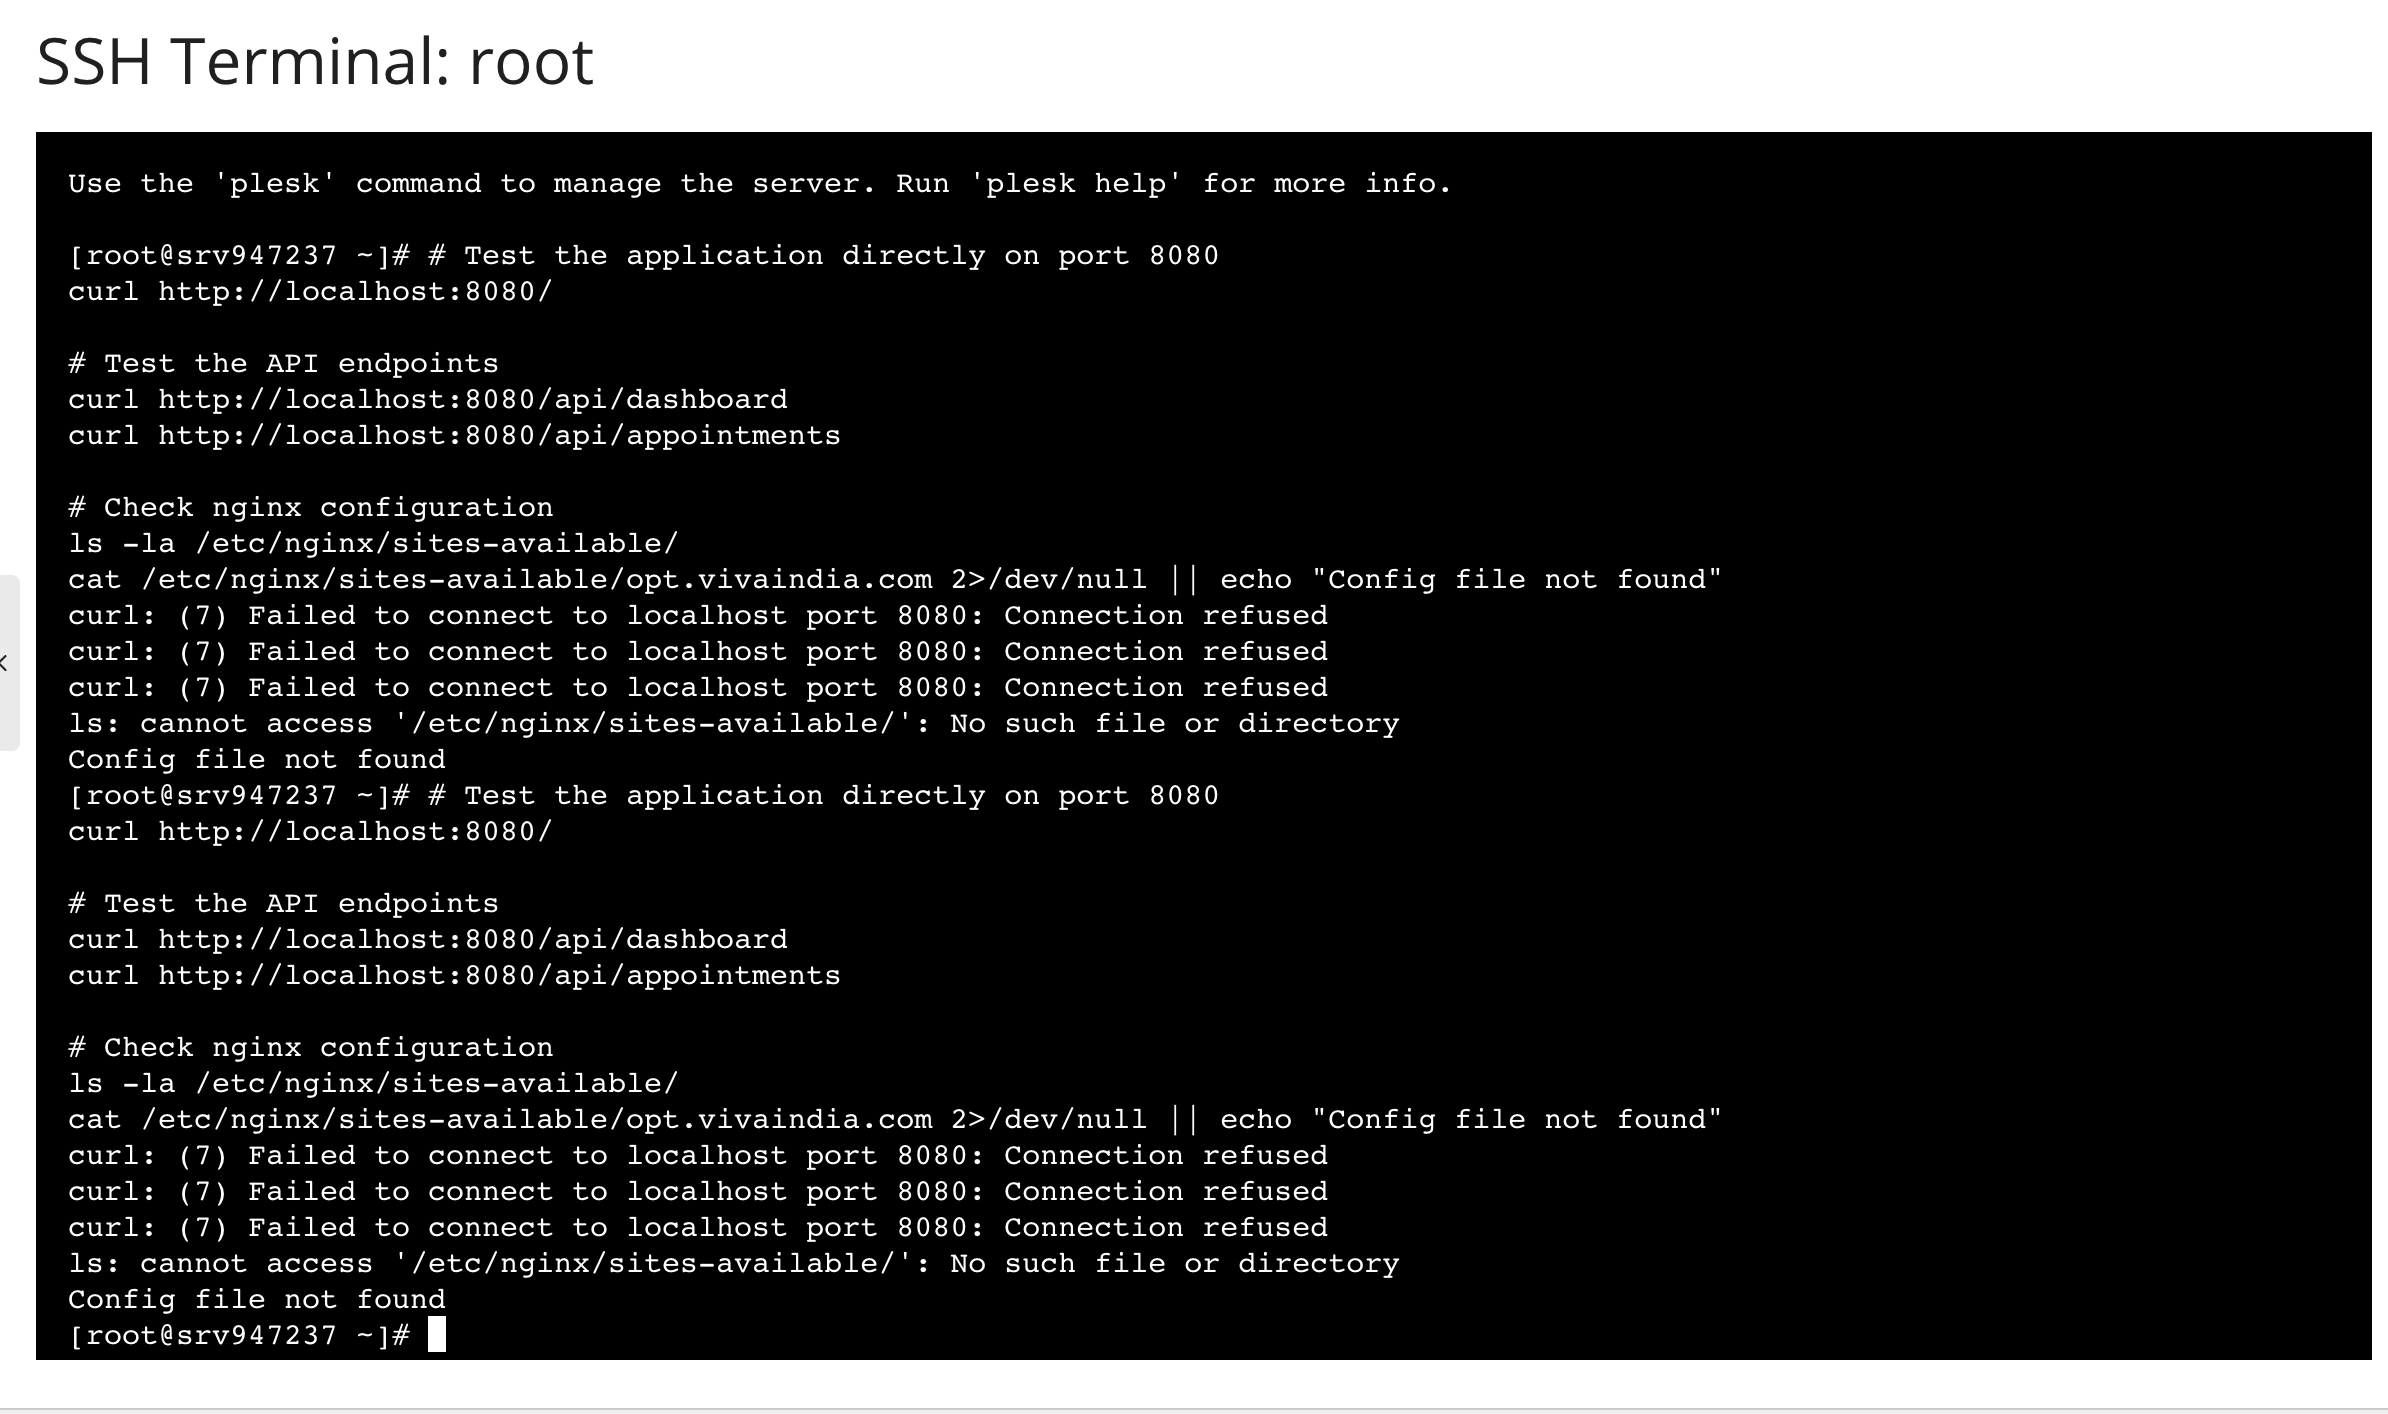 SSH Terminal: root
Use the 'plesk' command to manage the server. Run 'plesk help' for more info.
[root@srv947237 ~]# # Test the application directly on port 8080
curl http://localhost:8080/
# Test the API endpoints
curl http://localhost:8080/api/dashboard
curl http://localhost:8080/api/appointments
# Check nginx configuration
ls -la /etc/nginx/sites-available/
cat /etc/nginx/sites-available/opt.vivaindia.com 2>/dev/null || echo "Config file not found"
curl: (7) Failed to connect to localhost port 8080: Connection refused
curl: (7) Failed to connect to localhost port 8080: Connection refused
curl: (7) Failed to connect to localhost port 8080: Connection refused
ls: cannot access '/etc/nginx/sites-available/': No such file or directory
Config file not found
[root@srv947237 ~]# # Test the application directly on port 8080
curl http://localhost:8080/
# Test the API endpoints
curl http://localhost:8080/api/dashboard
curl http://localhost:8080/api/appointments
# Check nginx configuration
ls -la /etc/nginx/sites-available/
cat /etc/nginx/sites-available/opt.vivaindia.com 2>/dev/null || echo "Config file not found"
curl: (7) Failed to connect to localhost port 8080: Connection refused
curl: (7) Failed to connect to localhost port 8080: Connection refused
curl: (7) Failed to connect to localhost port 8080: Connection refused
ls: cannot access '/etc/nginx/sites-available/': No such file or directory
Config file not found
[root@srv947237 ~]#